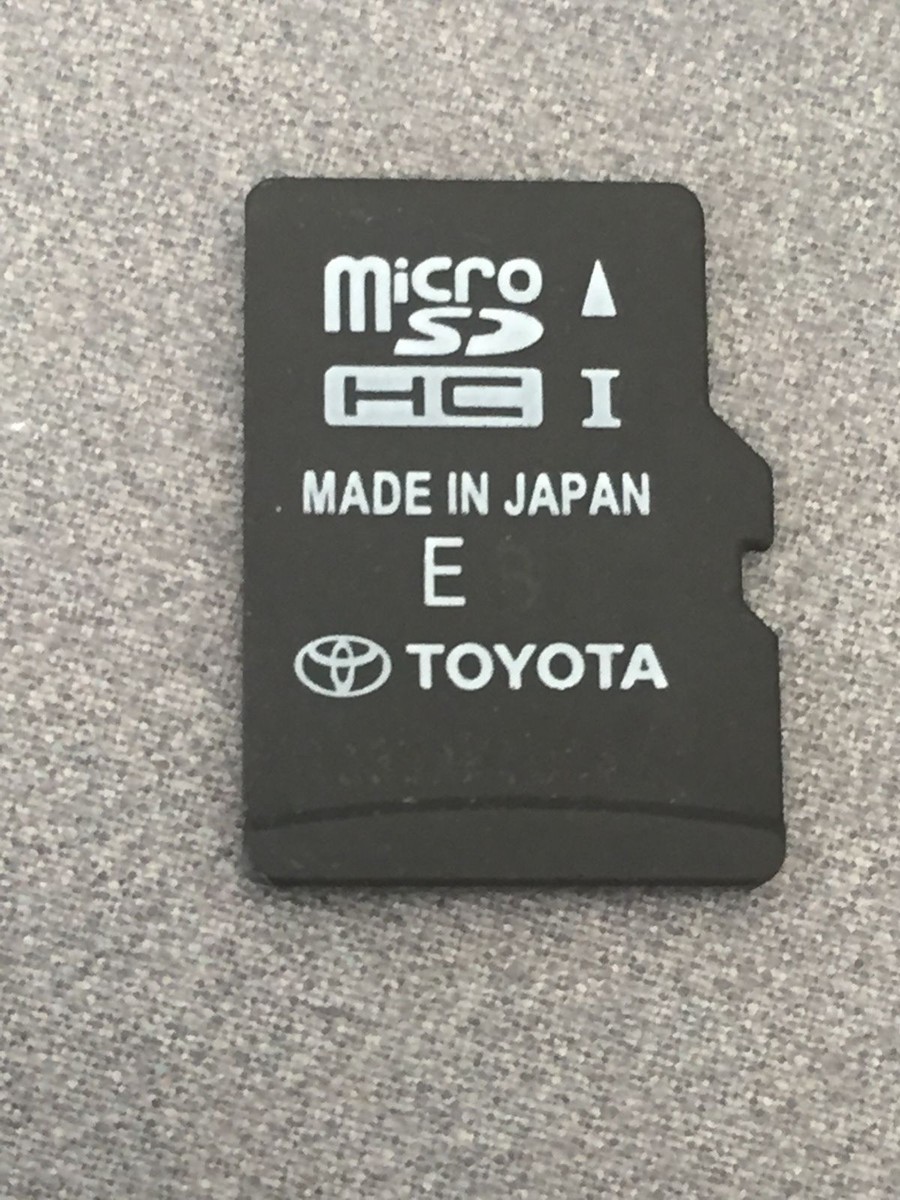 micro ▲
SD
HC I
MADE IN JAPAN
E
TOYOTA